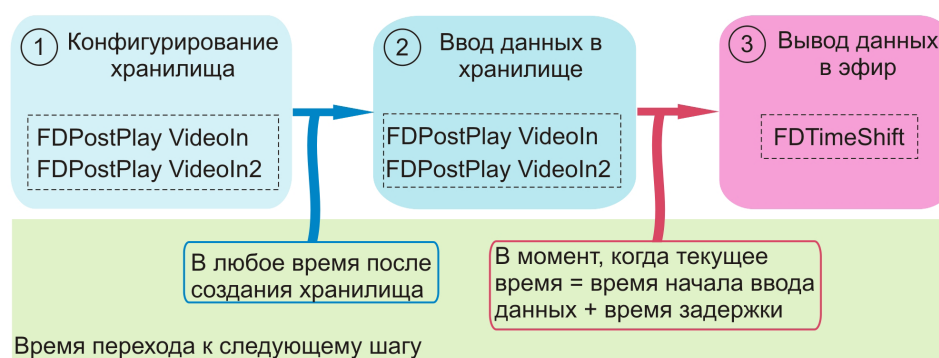 1 Конфигурирование
хранилища
FDPostPlay VideoIn
FDPostPlay VideoIn2
2 Ввод данных в
хранилище
FDPostPlay VideoIn
FDPostPlay VideoIn2
3 Вывод данных
в эфир
FDTimeShift
В любое время после
создания хранилища
В момент, когда текущее
время = время начала ввода
данных + время задержки
Время перехода к следующему шагу